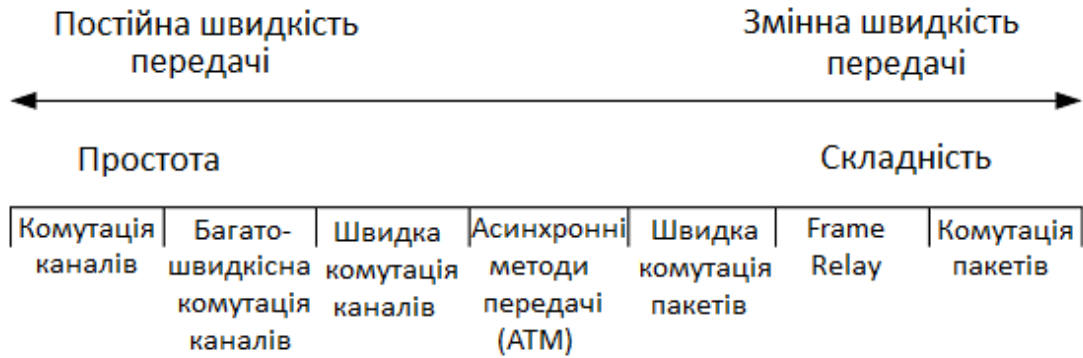 Постійна швидкість
передачі
Змінна швидкість
передачі
Простота
Складність
Комутація
каналів
Багато-
швидкісна
комутація
каналів
Швидка
комутація
каналів
Асинхронні
методи
передачі
(ATM)
Швидка
комутація
пакетів
Frame
Relay
Комутація
пакетів